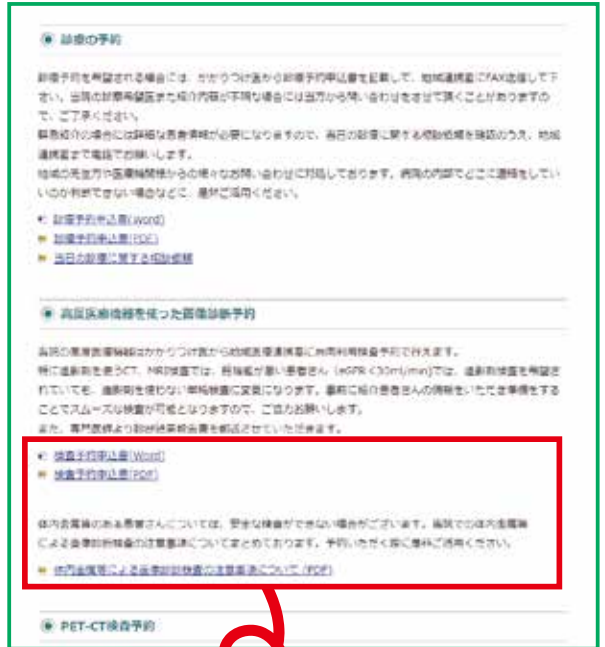 診療の予約
診療予約を希望される場合には、かかりつけ医から診療予約申込書を記載して、地域連携室にFAX送信して下
さい。当院の診療希望医また紹介内容が不明な場合には当方から問い合わせをさせて頂くことがありますの
で、ご了承ください。
緊急紹介の場合には詳細な患者情報が必要になりますので、当日の診療に関する相談依頼を確認のうえ、地域
連携室まで電話でお願いします。
地域の先生方や医療機関様からの様々なお問い合わせに対応しております。病院の内部でどこに連絡をしてい
いのか判断できない場合などに、是非ご活用ください。
診療予約申込書(Word)
診療予約申込書(PDF)
当日の診療に関する相談依頼
高度医療機器を使った画像診断予約
当院の高度医療機器はかかりつけ医から地域医療連携室に共同利用検査予約で行えます。
特に造影剤を使うCT、MRI検査では、腎機能が悪い患者さん（eGFR<30ml/min)では、造影剤検査を希望さ
れていても、造影剤を使わない単純検査に変更になります。事前に紹介患者さんの情報をいただき準備をする
ことでスムーズな検査が可能となりますので、ご協力お願いします。
また、専門医師より診断結果報告書を郵送させていただきます。
検査予約申込書(Word)
検査予約申込書(PDF)
体内金属等のある患者さんについては、安全な検査ができない場合がございます。当院での体内金属等
による画像診断検査の注意事項についてまとめております。予約いただく際に是非ご活用ください。
体内金属等による画像診断検査の注意事項について (PDF)
PET-CT検査予約